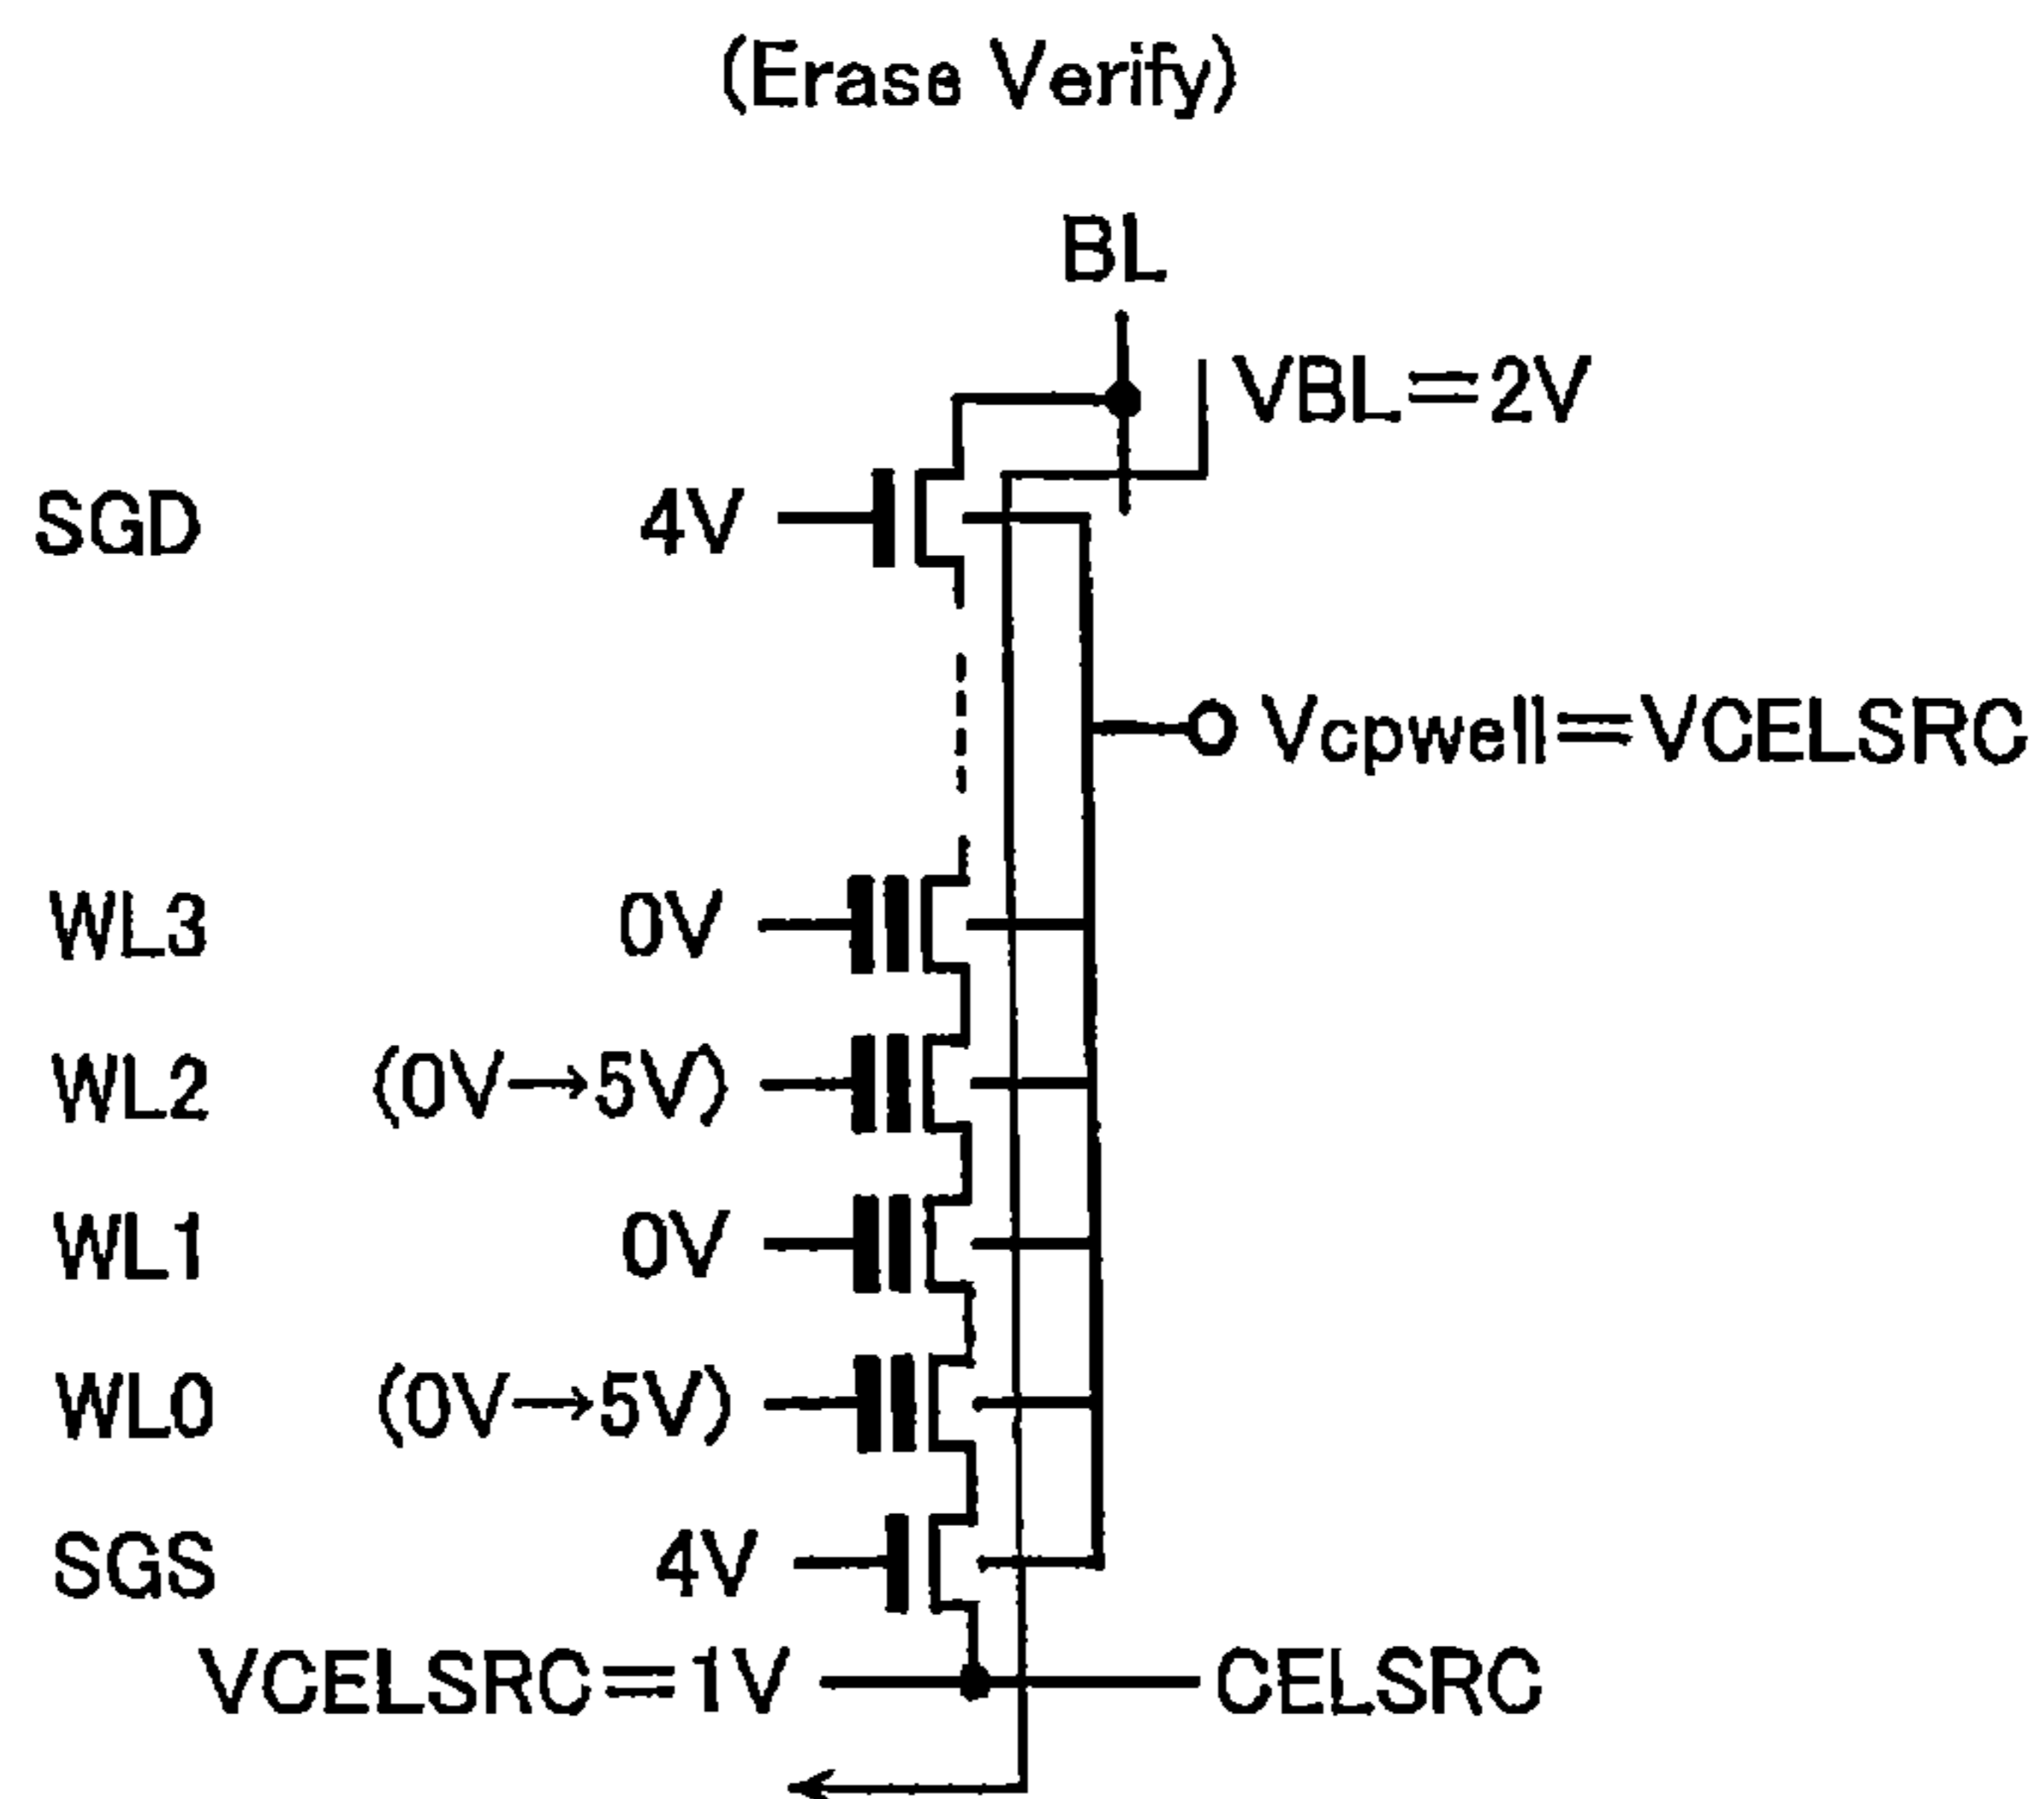 (Erase Verify)
BL
VBL=2V
SGD 4V
Vcpwell=VCELSRC
WL3 0V
WL2 (0V→5V)
WL1 0V
WL0 (0V→5V)
SGS 4V
VCELSRC=1V CELSRC